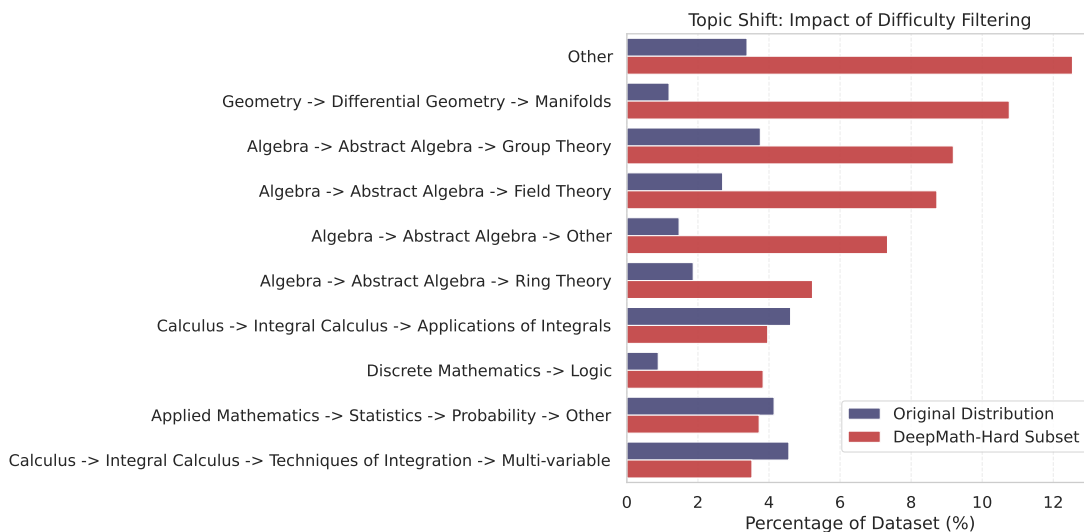 Topic Shift: Impact of Difficulty Filtering
Other
Geometry -> Differential Geometry -> Manifolds
Algebra -> Abstract Algebra -> Group Theory
Algebra -> Abstract Algebra -> Field Theory
Algebra -> Abstract Algebra -> Other
Algebra -> Abstract Algebra -> Ring Theory
Calculus -> Integral Calculus -> Applications of Integrals
Discrete Mathematics -> Logic
Applied Mathematics -> Statistics -> Probability -> Other
Calculus -> Integral Calculus -> Techniques of Integration -> Multi-variable
Original Distribution
DeepMath-Hard Subset
0 2 4 6 8 10 12
Percentage of Dataset (%)